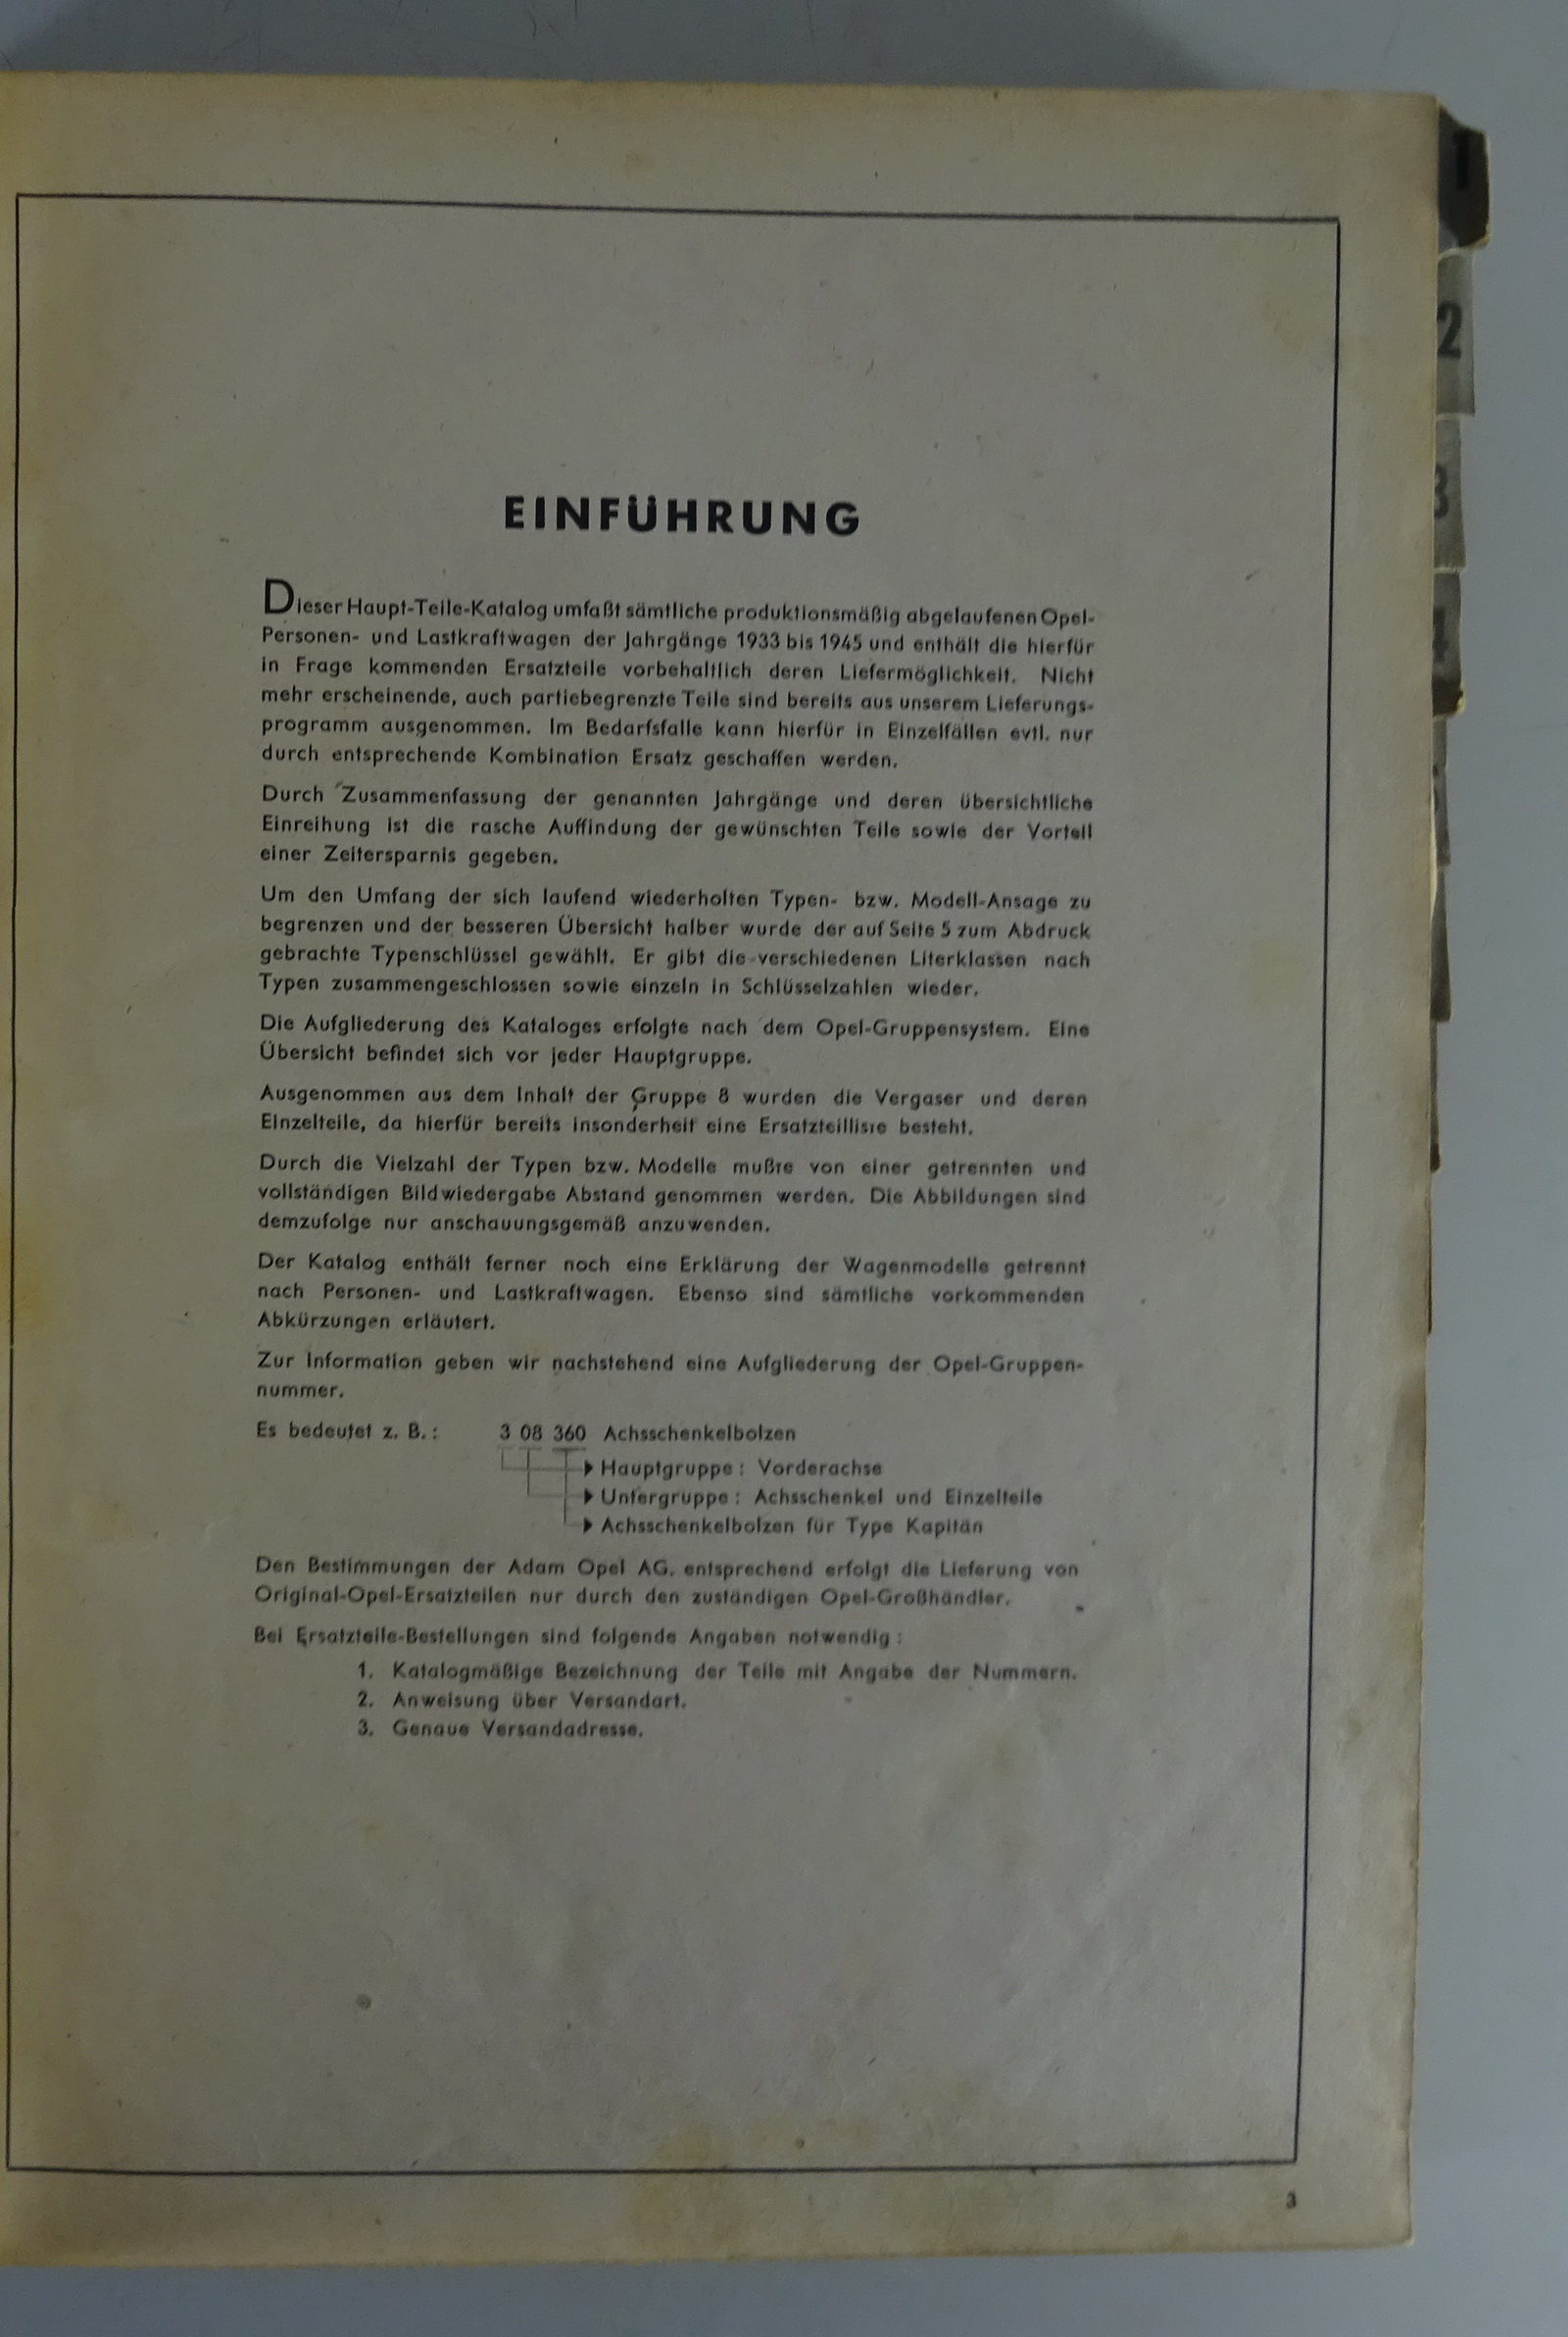 EINFÜHRUNG
Dieser Haupt-Teile-Katalog umfaßt sämtliche produktionsmäßig abgelaufenen Opel-
Personen- und Lastkraftwagen der Jahrgänge 1933 bis 1945 und enthält die hierfür
in Frage kommenden Ersatzteile vorbehaltlich deren Liefermöglichkeit. Nicht
mehr erscheinende, auch partiebegrenzte Teile sind bereits aus unserem Lieferungs-
programm ausgenommen. Im Bedarfsfalle kann hierfür in Einzelfällen evtl. nur
durch entsprechende Kombination Ersatz geschaffen werden.
Durch Zusammenfassung der genannten Jahrgänge und deren übersichtliche
Einreihung ist die rasche Auffindung der gewünschten Teile sowie der Vorteil
einer Zeitersparnis gegeben.
Um den Umfang der sich laufend wiederholten Typen- bzw. Modell-Ansage zu
begrenzen und der besseren Übersicht halber wurde der auf Seite 5 zum Abdruck
gebrachte Typenschlüssel gewählt. Er gibt die verschiedenen Literklassen nach
Typen zusammengeschlossen sowie einzeln in Schlüsselzahlen wieder.
Die Aufgliederung des Kataloges erfolgte nach dem Opel-Gruppensystem. Eine
Übersicht befindet sich vor jeder Hauptgruppe.
Ausgenommen aus dem Inhalt der Gruppe 8 wurden die Vergaser und deren
Einzelteile, da hierfür bereits insonderheit eine Ersatzteilliste besteht.
Durch die Vielzahl der Typen bzw. Modelle mußte von einer getrennten und
vollständigen Bildwiedergabe Abstand genommen werden. Die Abbildungen sind
demzufolge nur anschauungsgemäß anzuwenden.
Der Katalog enthält ferner noch eine Erklärung der Wagenmodelle getrennt
nach Personen- und Lastkraftwagen. Ebenso sind sämtliche vorkommenden
Abkürzungen erläutert.
Zur Information geben wir nachstehend eine Aufgliederung der Opel-Gruppen-
nummer.
Es bedeutet z. B.: 3 08 360 Achsschenkelbolzen
Hauptgruppe: Vorderachse
Untergruppe: Achsschenkel und Einzelteile
Achsschenkelbolzen für Type Kapitän
Den Bestimmungen der Adam Opel AG. entsprechend erfolgt die Lieferung von
Original-Opel-Ersatzteilen nur durch den zuständigen Opel-Großhändler.
Bei Ersatzteile-Bestellungen sind folgende Angaben notwendig:
1. Katalogmäßige Bezeichnung der Teile mit Angabe der Nummern.
2. Anweisung über Versandart.
3. Genaue Versandadresse.
3
1
2
3
4